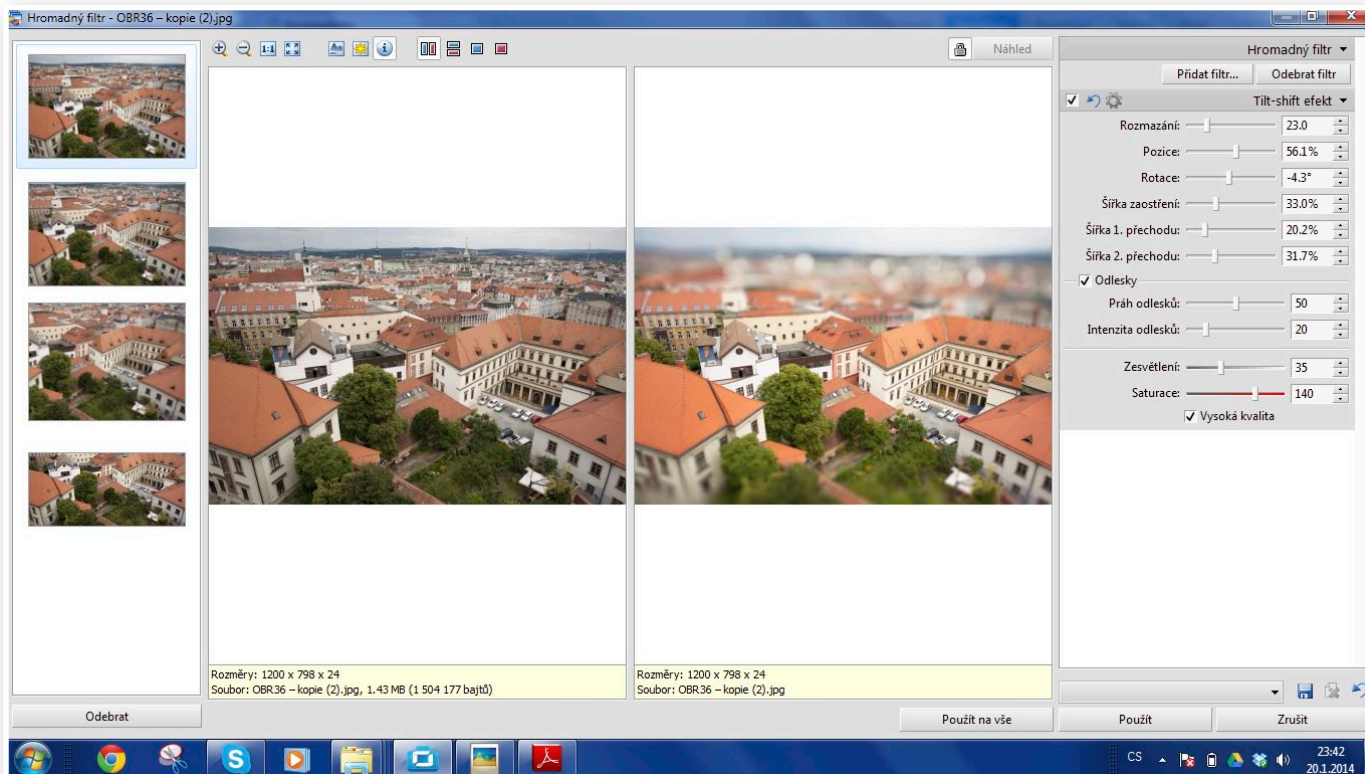 Hromadný filtr - OBR36 – kopie (2).jpg
1:1
Náhled
Hromadný filtr
Přidat filtr...
Odebrat filtr
Tilt-shift efekt
Rozmazání: 23.0
Pozice: 56.1%
Rotace: -4.3°
Šířka zaostření: 33.0%
Šířka 1. přechodu: 20.2%
Šířka 2. přechodu: 31.7%
Odlesky
Práh odlesků: 50
Intenzita odlesků: 20
Zesvětlení: 35
Saturace: 140
Vysoká kvalita
Rozměry: 1200 x 798 x 24
Soubor: OBR36 – kopie (2).jpg, 1.43 MB (1 504 177 bajtů)
Rozměry: 1200 x 798 x 24
Soubor: OBR36 – kopie (2).jpg
Odebrat
Použít na vše
Použít
Zrušit
CS
23:42
20.1.2014